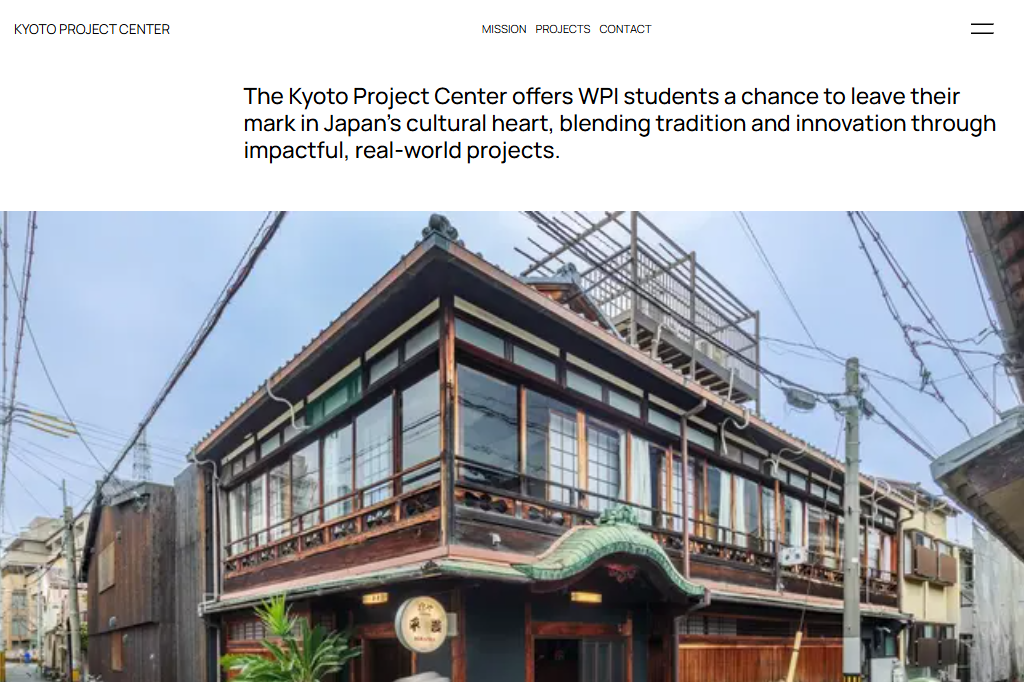 KYOTO PROJECT CENTER
MISSION PROJECTS CONTACT
The Kyoto Project Center offers WPI students a chance to leave their
mark in Japan's cultural heart, blending tradition and innovation through
impactful, real-world projects.